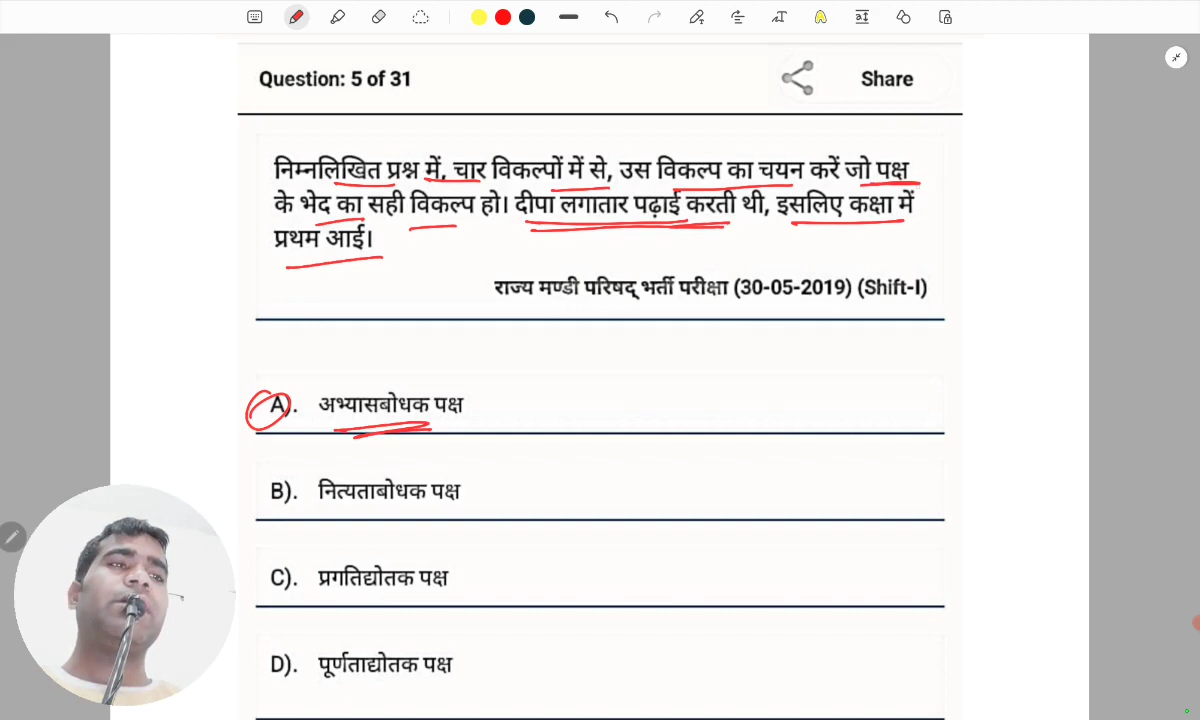 Question: 5 of 31
Share
निम्नलिखित प्रश्न में, चार विकल्पों में से, उस विकल्प का चयन करें जो पक्ष
के भेद का सही विकल्प हो। दीपा लगातार पढ़ाई करती थी, इसलिए कक्षा में
प्रथम आई।
राज्य मण्डी परिषद् भर्ती परीक्षा (30-05-2019) (Shift-I)
A). अभ्यासबोधक पक्ष
B). नित्यताबोधक पक्ष
C). प्रगतिद्योतक पक्ष
D). पूर्णताद्योतक पक्ष